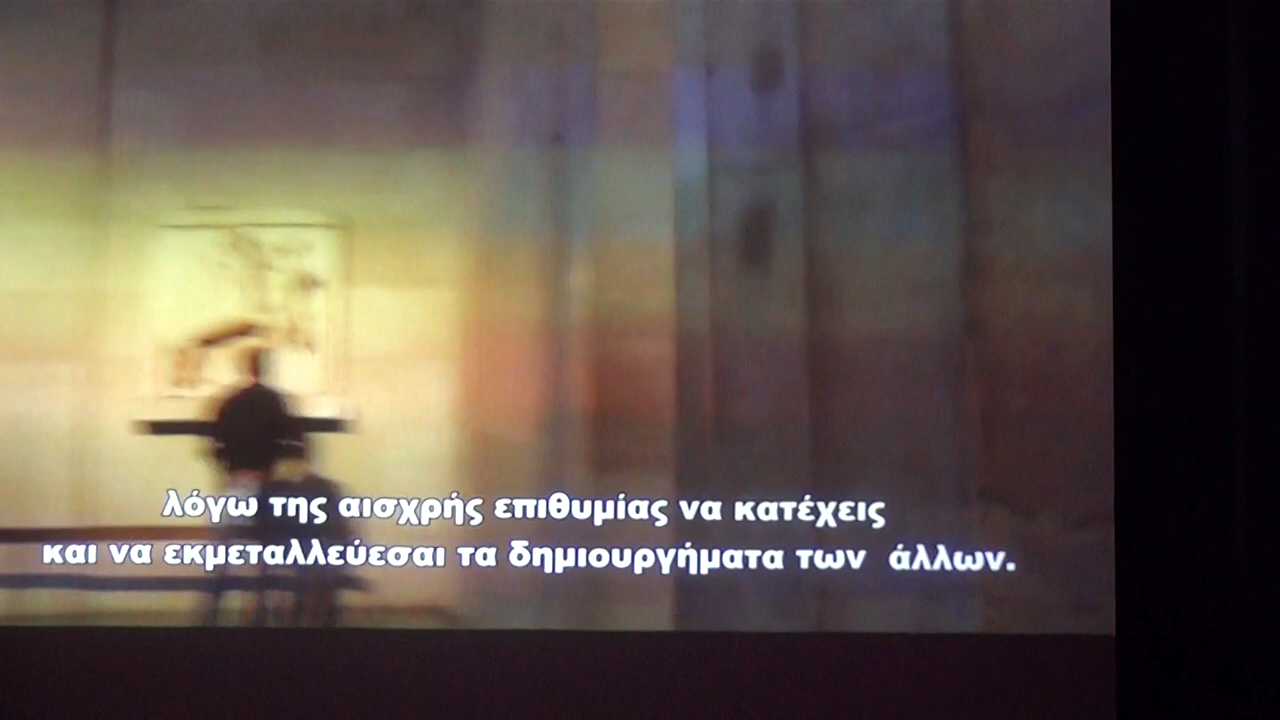 λόγω της αισχρής επιθυμίας να κατέχεις
και να εκμεταλλεύεσαι τα δημιουργήματα των άλλων.